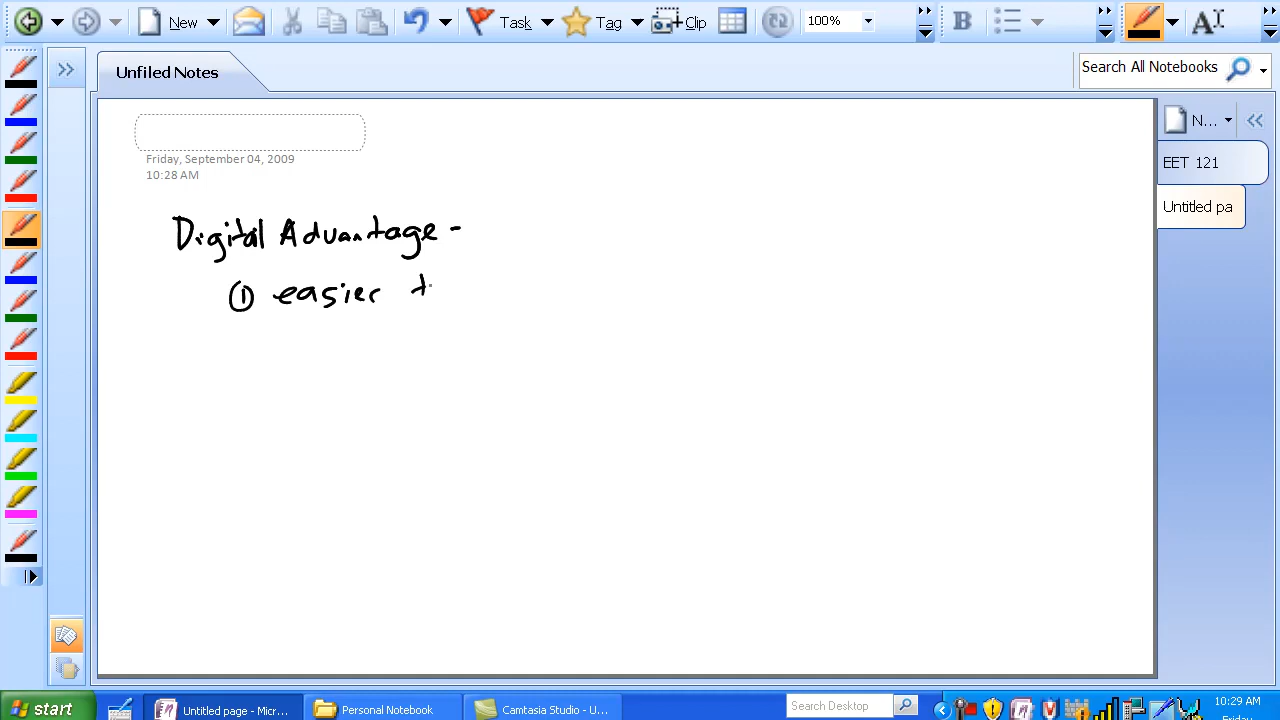 New Task Tag Clip 100% B A
Unfiled Notes
Search All Notebooks
N...
Friday, September 04, 2009
10:28 AM
EET 121
Untitled pa
Digital Advantage -
① easier t
start
Untitled page - Micr...
Personal Notebook
Camtasia Studio - U...
Search Desktop
10:29 AM
Friday